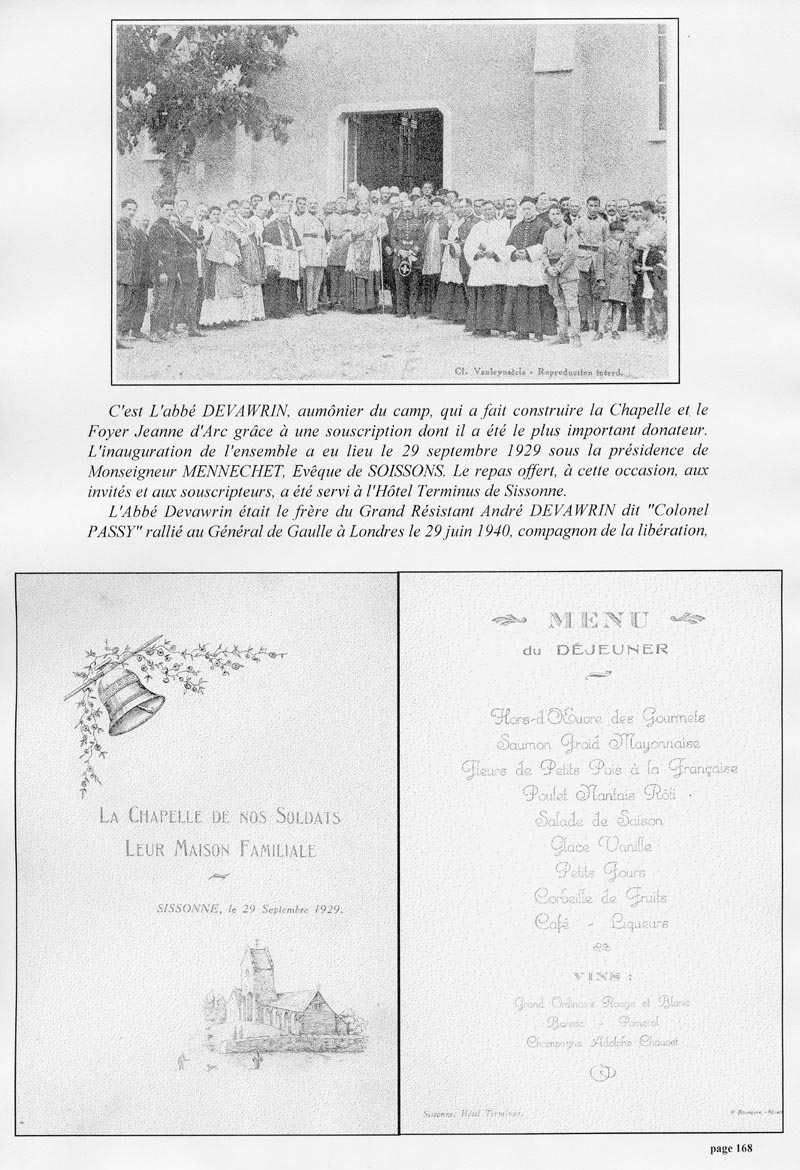 Cl. Vanleynseele - Reproduction interd.
C'est L'abbé DEVAWRIN, aumônier du camp, qui a fait construire la Chapelle et le
Foyer Jeanne d'Arc grâce à une souscription dont il a été le plus important donateur.
L'inauguration de l'ensemble a eu lieu le 29 septembre 1929 sous la présidence de
Monseigneur MENNECHET, Evêque de SOISSONS. Le repas offert, à cette occasion, aux
invités et aux souscripteurs, a été servi à l'Hôtel Terminus de Sissonne.
L'Abbé Devawrin était le frère du Grand Résistant André DEVAWRIN dit "Colonel
PASSY" rallié au Général de Gaulle à Londres le 29 juin 1940, compagnon de la libération,
LA CHAPELLE DE NOS SOLDATS
LEUR MAISON FAMILIALE
SISSONNE, le 29 Septembre 1929.
MENU
du DÉJEUNER
Hors-d'Œuvre des Gourmets
Saumon Froid Mayonnaise
Fleurs de Petits Pois à la Française
Poulet Nantais Rôti
Salade de Saison
Glace Vanille
Petits Fours
Corbeille de Fruits
Café - Liqueurs
VINS :
Grand Ordinaire Rouge et Blanc
Barsac - Pomerol
Champagne Adolphe Chauvet
Sissonne, Hôtel Terminus.
page 168